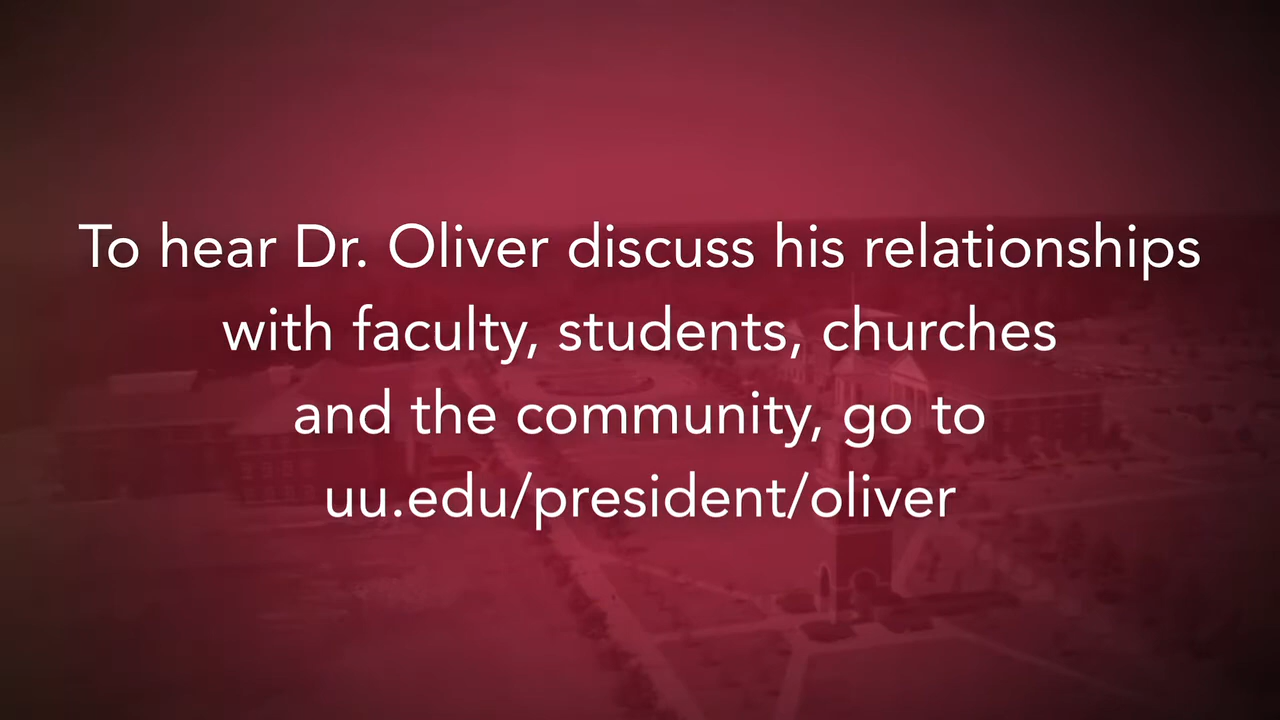 To hear Dr. Oliver discuss his relationships
with faculty, students, churches
and the community, go to
uu.edu/president/oliver